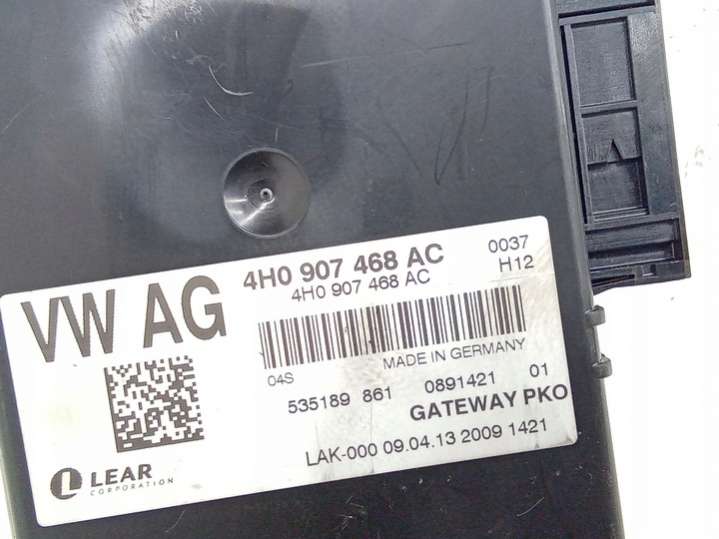 VW AG
4H0 907 468 AC 0037
4H0 907 468 AC H12
04S MADE IN GERMANY
535189 861 0891421 01
GATEWAY PKO
LAK-000 09.04.13 2009 1421
LEAR
CORPORATION